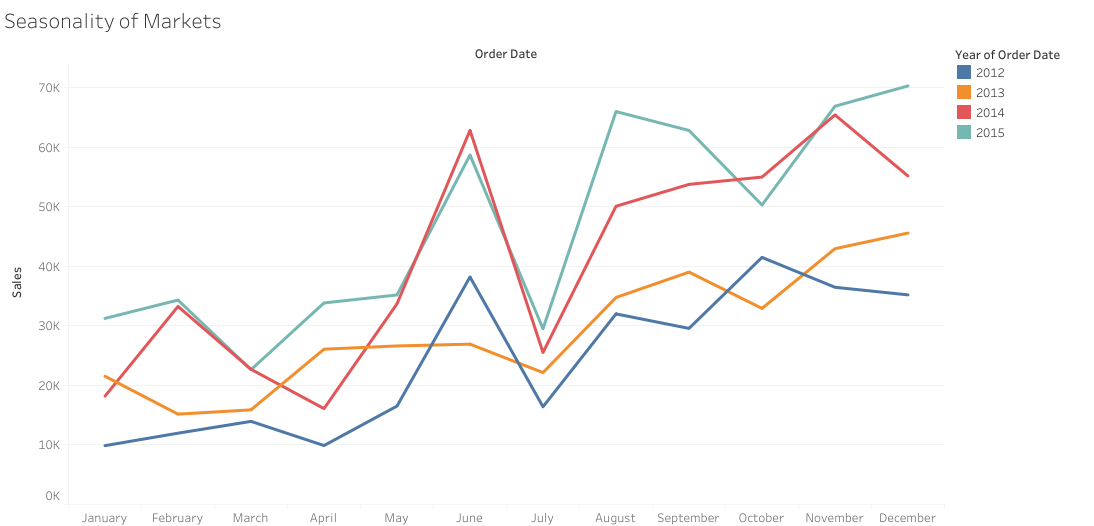 Seasonality of Markets
Order Date
Year of Order Date
2012
2013
2014
2015
Sales
70K
60K
50K
40K
30K
20K
10K
0K
January February March April May June July August September October November December